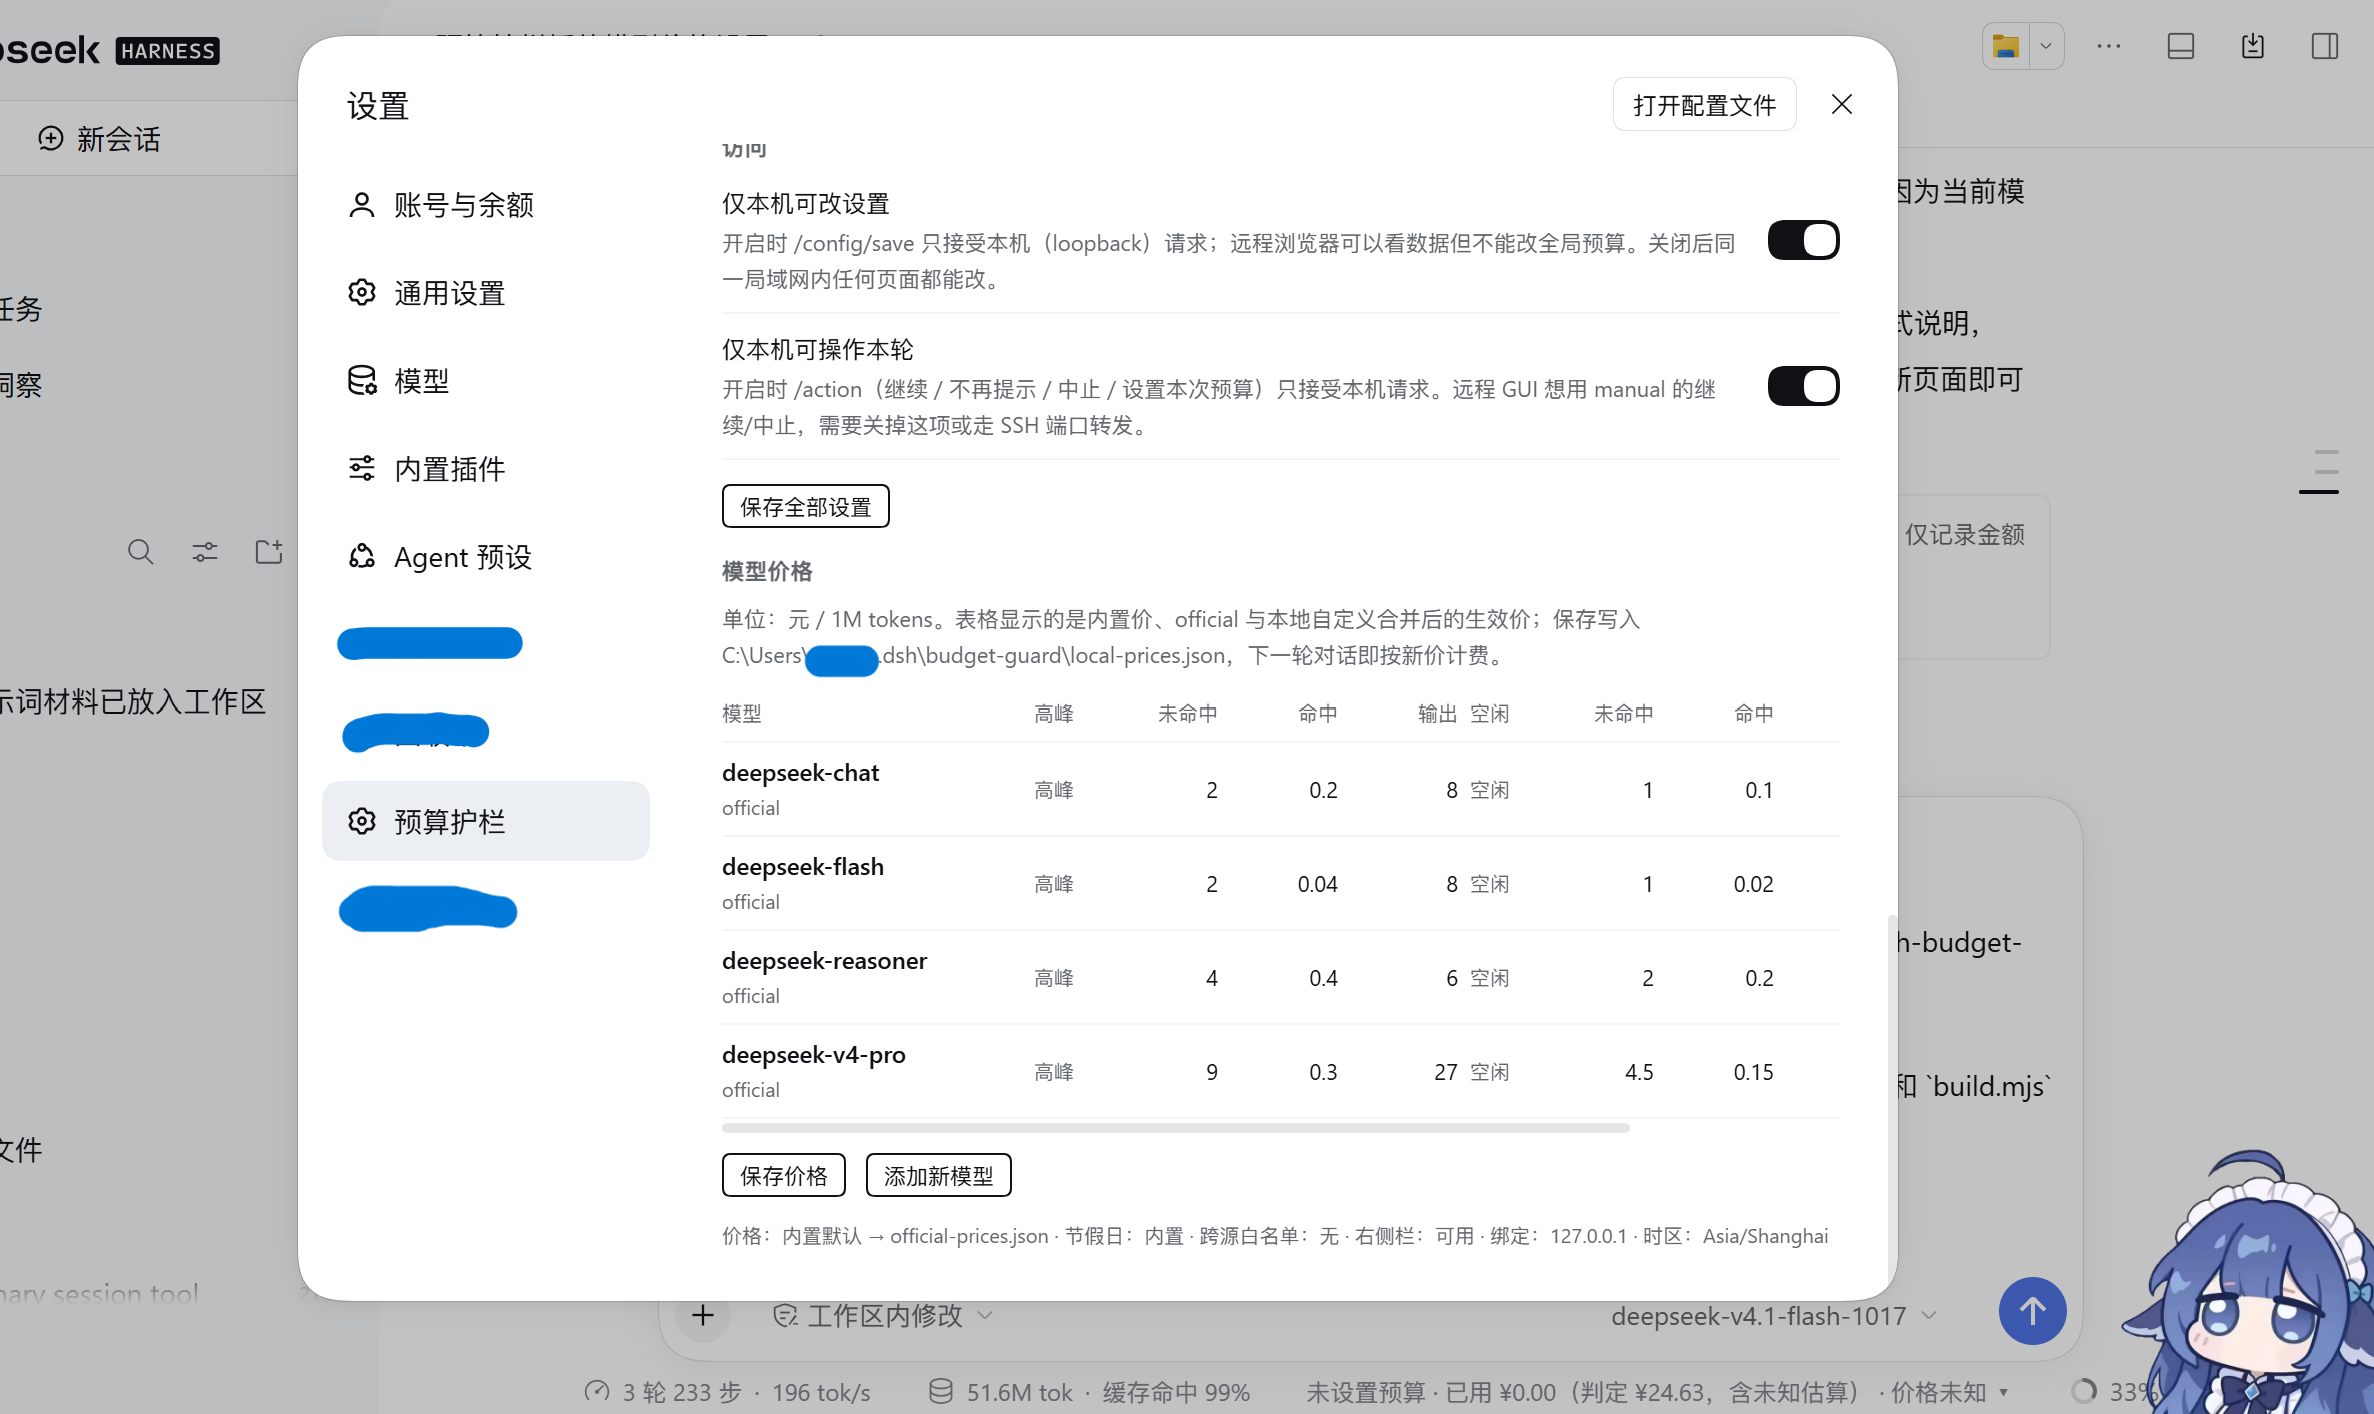 seek HARNESS
新会话
任务
洞察
示词材料已放入工作区
文件
nary session tool
设置
打开配置文件
账号与余额
通用设置
模型
内置插件
Agent 预设
预算护栏
访问
仅本机可改设置
开启时 /config/save 只接受本机（loopback）请求；远程浏览器可以看数据但不能改全局预算。关闭后同
一局域网内任何页面都能改。
仅本机可操作本轮
开启时 /action（继续 / 不再提示 / 中止 / 设置本次预算）只接受本机请求。远程 GUI 想用 manual 的继
续/中止，需要关掉这项或走 SSH 端口转发。
保存全部设置
模型价格
单位：元 / 1M tokens。表格显示的是内置价、official 与本地自定义合并后的生效价；保存写入
C:\Users\ .dsh\budget-guard\local-prices.json，下一轮对话即按新价计费。
模型 高峰 未命中 命中 输出 空闲 未命中 命中
deepseek-chat
official
高峰 2 0.2 8 空闲 1 0.1
deepseek-flash
official
高峰 2 0.04 8 空闲 1 0.02
deepseek-reasoner
official
高峰 4 0.4 6 空闲 2 0.2
deepseek-v4-pro
official
高峰 9 0.3 27 空闲 4.5 0.15
保存价格 添加新模型
价格：内置默认 → official-prices.json · 节假日：内置 · 跨源白名单：无 · 右侧栏：可用 · 绑定：127.0.0.1 · 时区：Asia/Shanghai
因为当前模
式说明，
新页面即可
仅记录金额
h-budget-
和 `build.mjs`
工作区内修改
deepseek-v4.1-flash-1017
3 轮 233 步 · 196 tok/s
51.6M tok · 缓存命中 99%
未设置预算 · 已用 ¥0.00（判定 ¥24.63，含未知估算） · 价格未知
33%